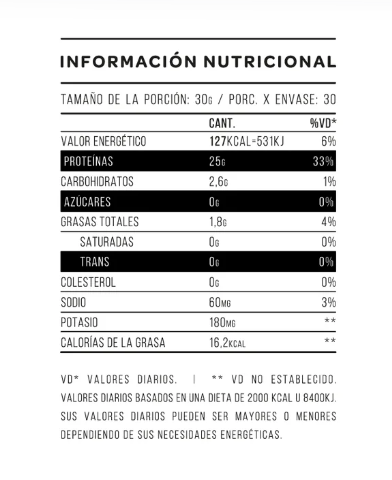 INFORMACIÓN NUTRICIONAL
TAMAÑO DE LA PORCIÓN: 30G / PORC. X ENVASE: 30
CANT. %VD*
VALOR ENERGÉTICO 127KCAL=531KJ 6%
PROTEÍNAS 25G 33%
CARBOHIDRATOS 2,6G 1%
AZÚCARES 0G 0%
GRASAS TOTALES 1,8G 4%
SATURADAS 0G 0%
TRANS 0G 0%
COLESTEROL 0G 0%
SODIO 60MG 3%
POTASIO 180MG **
CALORÍAS DE LA GRASA 16,2KCAL **
VD* VALORES DIARIOS. | ** VD NO ESTABLECIDO.
VALORES DIARIOS BASADOS EN UNA DIETA DE 2000 KCAL U 8400KJ.
SUS VALORES DIARIOS PUEDEN SER MAYORES O MENORES
DEPENDIENDO DE SUS NECESIDADES ENERGÉTICAS.